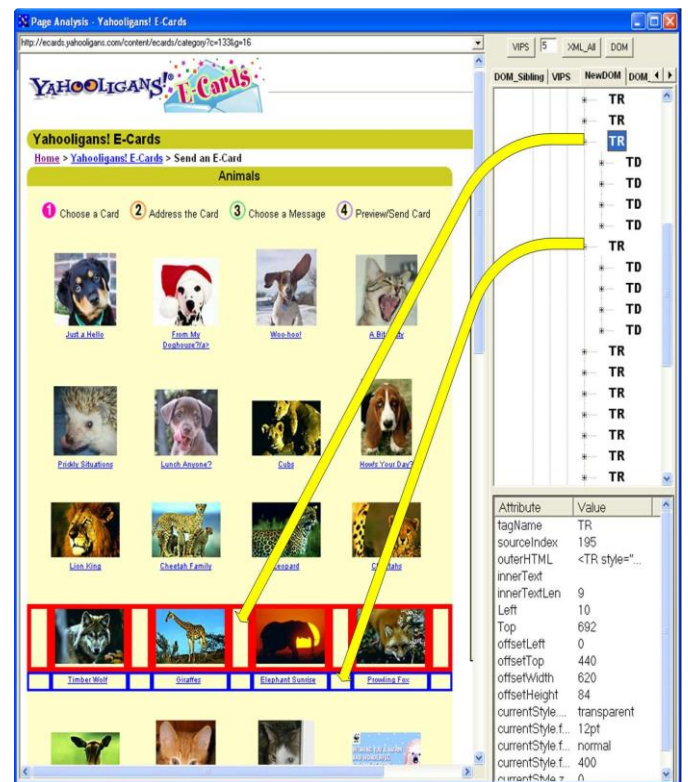 Page Analysis - Yahooligans! E-Cards
http://ecards.yahooligans.com/content/ecards/category?c=133&g=16
VIPS 5 XML_All DOM
DOM_Sibling VIPS NewDOM DOM_
YAHOOLIGANS! E-Cards
Yahooligans! E-Cards
Home > Yahooligans! E-Cards > Send an E-Card
Animals
1 Choose a Card 2 Address the Card 3 Choose a Message 4 Preview/Send Card
Just a Hello From My Woo-hoo!
Doghouse?/a>
Prickly Situations Lunch Anyone? Cubs How's Your Day?
Lion King Cheetah Family Leopard
Timber Wolf Giraffes Elephant Sunrise Prowling Fox
TR
TR
TR
TD
TD
TD
TD
TR
TD
TD
TD
TD
TR
TR
TR
TR
TR
TR
TR
Attribute Value
tagName TR
sourceIndex 195
outerHTML <TR style="...
innerText
innerTextLen 9
Left 10
Top 692
offsetLeft 0
offsetTop 440
offsetWidth 620
offsetHeight 84
currentStyle.... transparent
currentStyle.f... 12pt
currentStyle.f... normal
currentStyle.f... 400